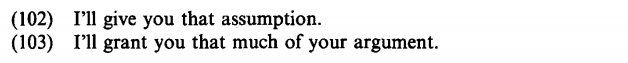 (102) I'll give you that assumption.
(103) I'll grant you that much of your argument.